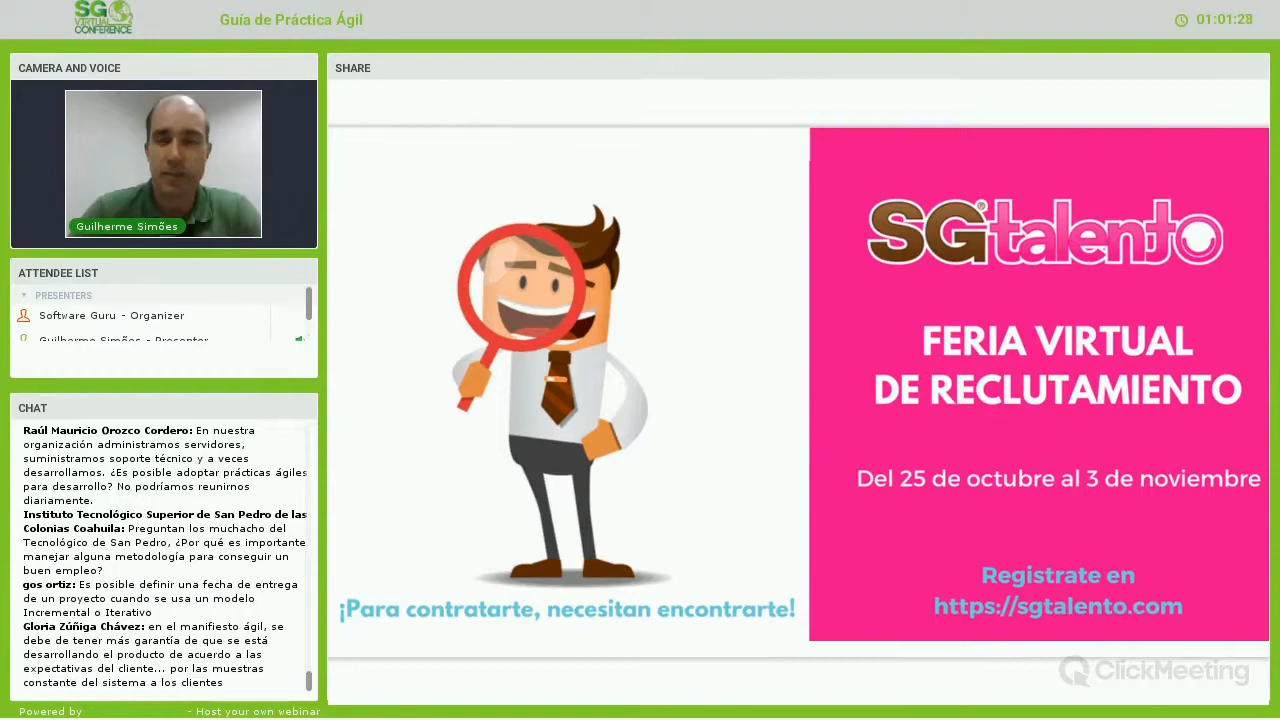 SG
VIRTUAL
CONFERENCE
Guía de Práctica Ágil
01:01:28
CAMERA AND VOICE
Guilherme Simões
ATTENDEE LIST
PRESENTERS
Software Guru - Organizer
Guilherme Simões - Presenter
CHAT
Raúl Mauricio Orozco Cordero: En nuestra
organización administramos servidores,
suministramos soporte técnico y a veces
desarrollamos. ¿Es posible adoptar prácticas ágiles
para desarrollo? No podríamos reunirnos
diariamente.
Instituto Tecnológico Superior de San Pedro de las
Colonias Coahuila: Preguntan los muchacho del
Tecnológico de San Pedro, ¿Por qué es importante
manejar alguna metodología para conseguir un
buen empleo?
gos ortiz: Es posible definir una fecha de entrega
de un proyecto cuando se usa un modelo
Incremental o Iterativo
Gloria Zúñiga Chávez: en el manifiesto ágil, se
debe de tener más garantía de que se está
desarrollando el producto de acuerdo a las
expectativas del cliente... por las muestras
constante del sistema a los clientes
Powered by - Host your own webinar
SHARE
¡Para contratarte, necesitan encontrarte!
SG® talento
FERIA VIRTUAL
DE RECLUTAMIENTO
Del 25 de octubre al 3 de noviembre
Registrate en
https://sgtalento.com
ClickMeeting